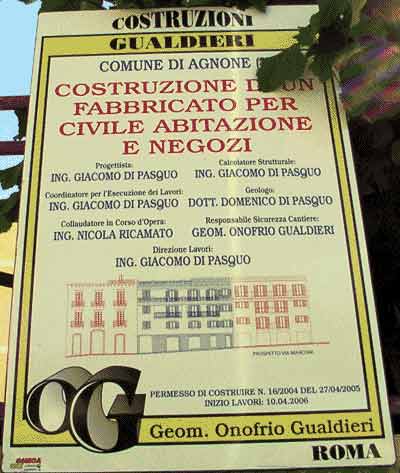 COSTRUZIONI
GUALDIERI
COMUNE DI AGNONE
COSTRUZIONE DI UN
FABBRICATO PER
CIVILE ABITAZIONE
E NEGOZI
Progettista: Calcolatore Strutturale:
ING. GIACOMO DI PASQUO ING. GIACOMO DI PASQUO
Coordinatore per l'Esecuzione dei Lavori: Geologo:
ING. GIACOMO DI PASQUO DOTT. DOMENICO DI PASQUO
Collaudatore in Corso d'Opera: Responsabile Sicurezza Cantiere:
ING. NICOLA RICAMATO GEOM. ONOFRIO GUALDIERI
Direzione Lavori:
ING. GIACOMO DI PASQUO
PROSPETTO VIA MARCONI
PERMESSO DI COSTRUIRE N. 16/2004 DEL 27/04/2005
INIZIO LAVORI: 10.04.2006
OG
Geom. Onofrio Gualdieri
ROMA